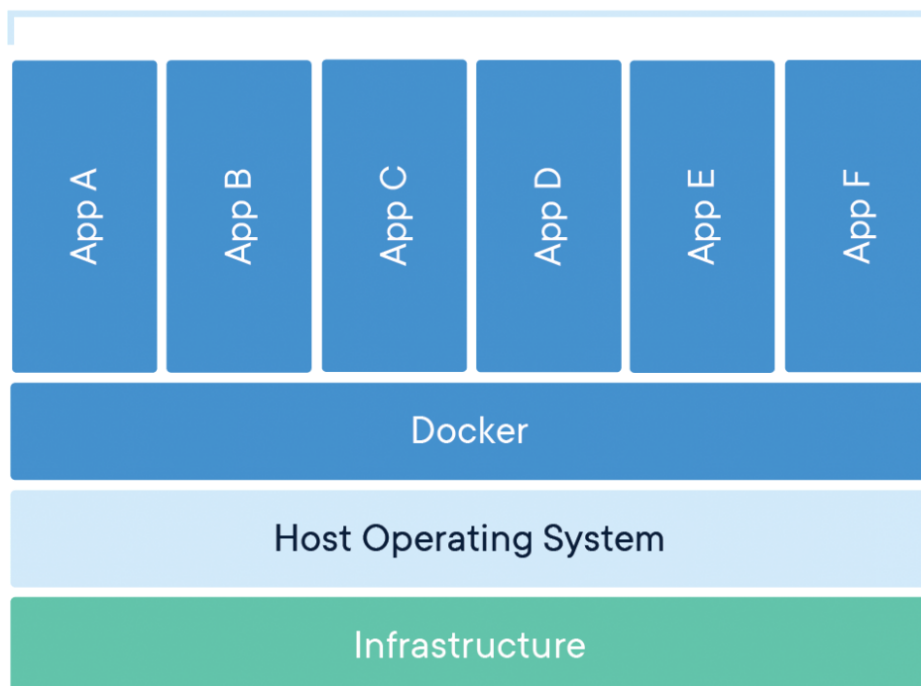 App A
App B
App C
App D
App E
App F
Docker
Host Operating System
Infrastructure